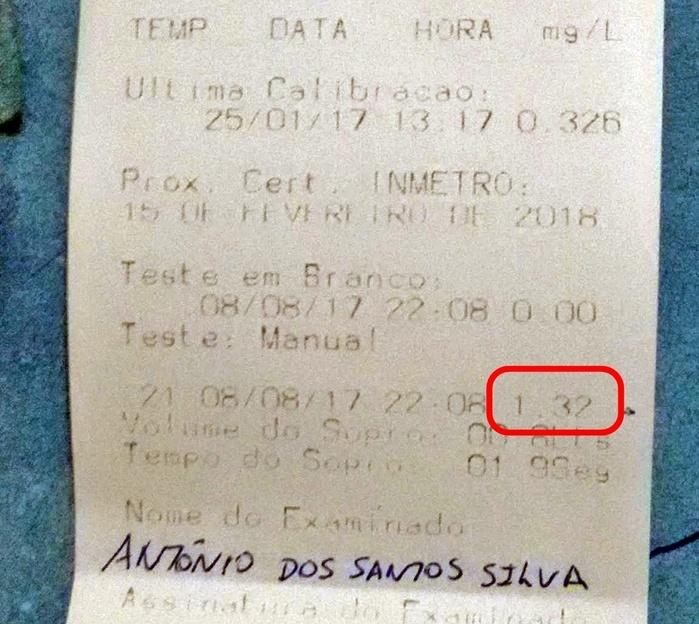 TEMP DATA HORA mg/L
Ultima Calibracao:
25/01/17 13:17 0.326
Prox. Cert. INMETRO:
15 DE FEVEREIRO DE 2018
Teste em Branco:
08/08/17 22:08 0.00
Teste: Manual
21 08/08/17 22:08 1.32
Volume do Sopro: 00
Tempo do Sopro: 01 9Seg
Nome do Examinado
ANTÔNIO DOS SANTOS SILVA
Assinatura do Examinado